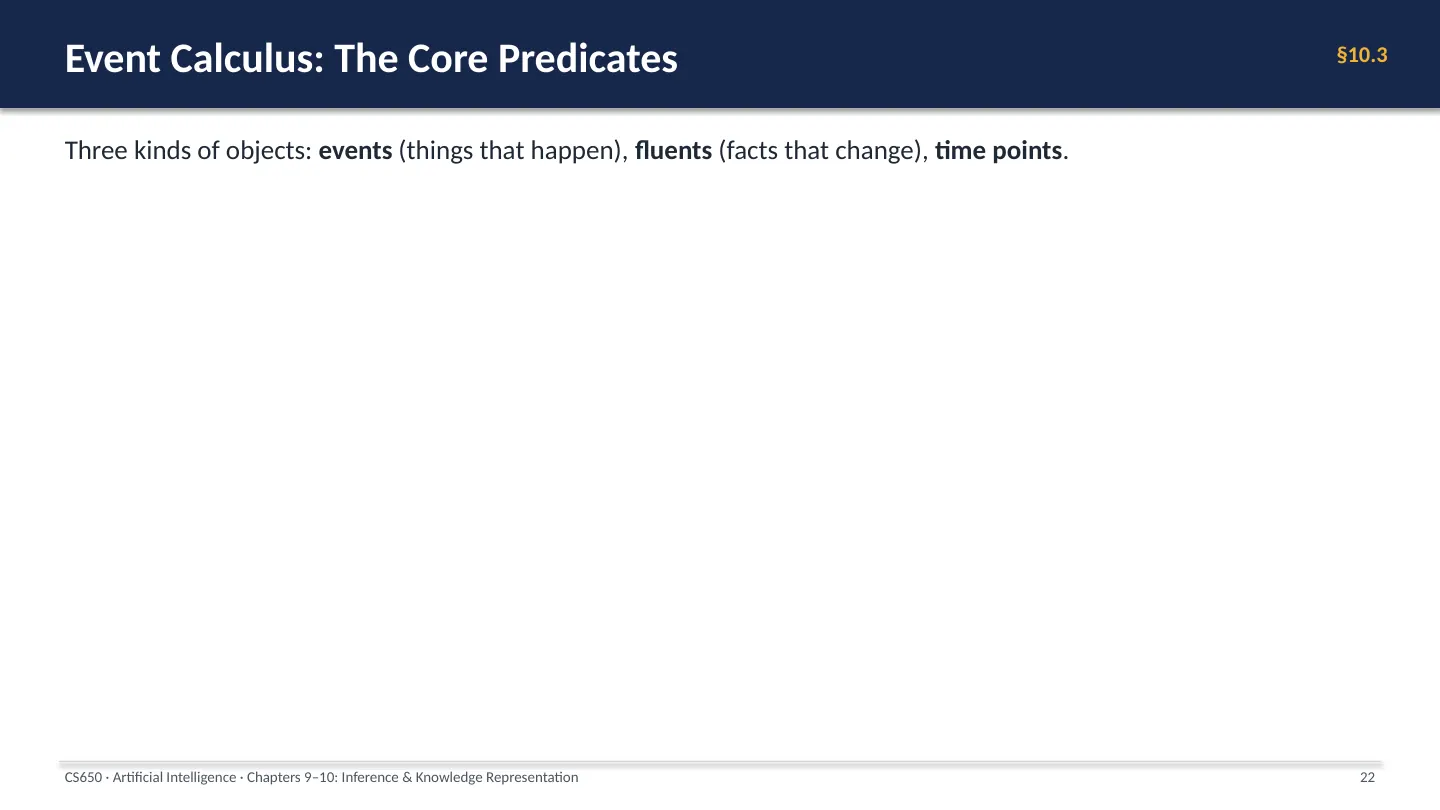 Event Calculus: The Core Predicates
§10.3
Three kinds of objects: events (things that happen), fluents (facts that change), time points.
CS650 · Artificial Intelligence · Chapters 9–10: Inference & Knowledge Representation
22